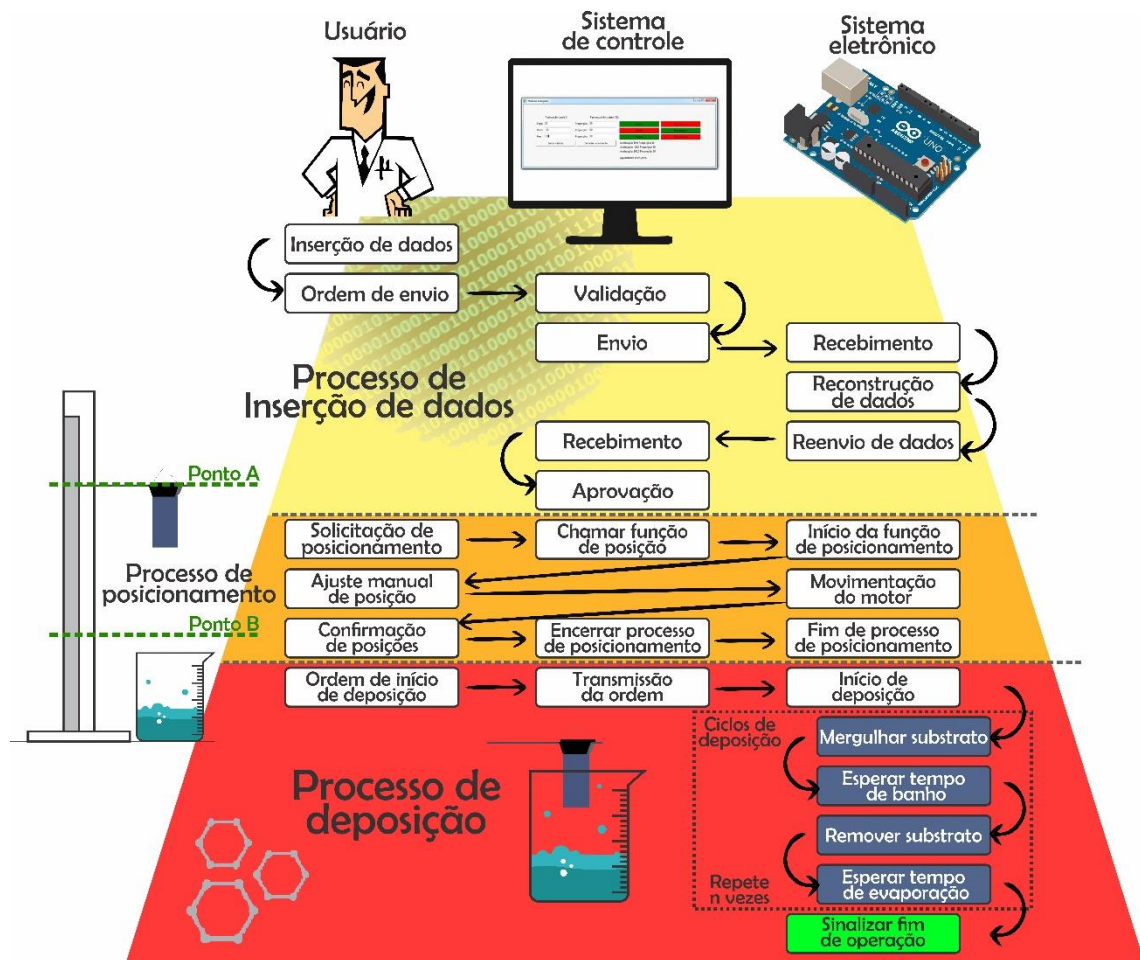 Usuário
Sistema
de controle
Sistema
eletrônico
ARDUINO
UNO
Inserção de dados
Ordem de envio
Validação
Envio
Recebimento
Processo de
Inserção de dados
Reconstrução
de dados
Recebimento
Reenvio de dados
Aprovação
Ponto A
Solicitação de
posicionamento
Chamar função
de posição
Início da função
de posicionamento
Processo de
posicionamento
Ajuste manual
de posição
Movimentação
do motor
Ponto B
Confirmação
de posições
Encerrar processo
de posicionamento
Fim de processo
de posicionamento
Ordem de início
de deposição
Transmissão
da ordem
Início de
deposição
Ciclos de
deposição
Mergulhar substrato
Processo de
deposição
Esperar tempo
de banho
Remover substrato
Repete
n vezes
Esperar tempo
de evaporação
Sinalizar fim
de operação